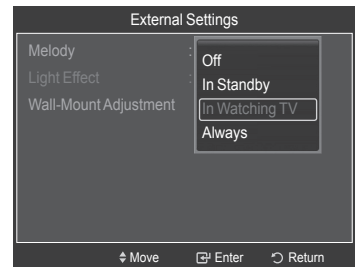 External Settings
Melody :
Light Effect :
Wall-Mount Adjustment
Off
In Standby
In Watching TV
Always
Move Enter Return